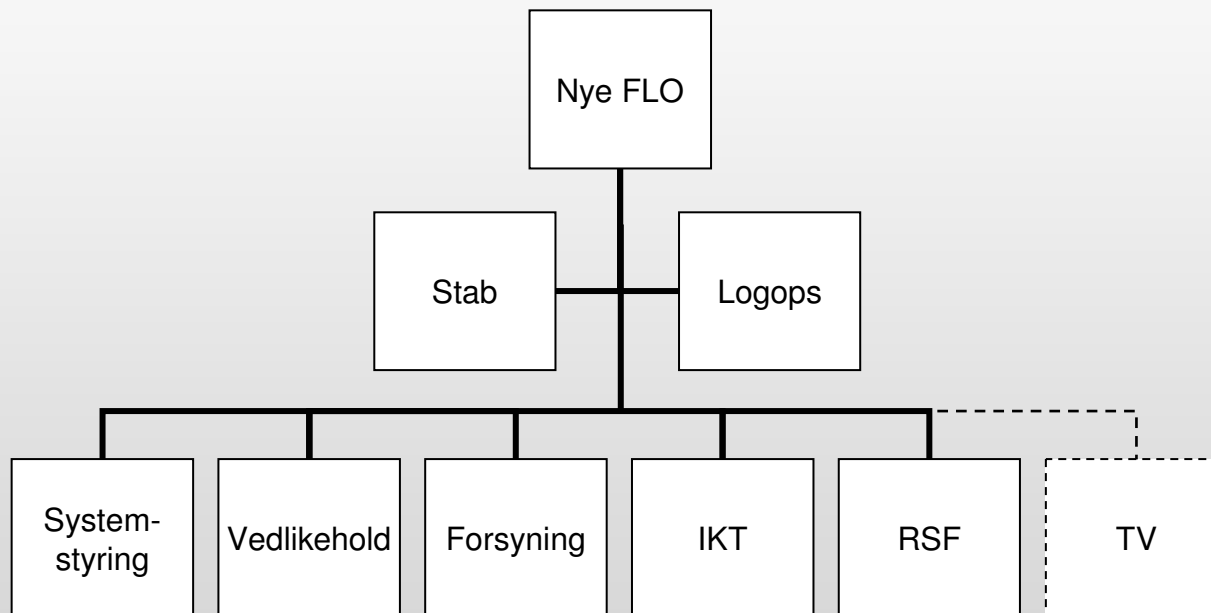 Nye FLO
Stab
Logops
System-
styring
Vedlikehold
Forsyning
IKT
RSF
TV